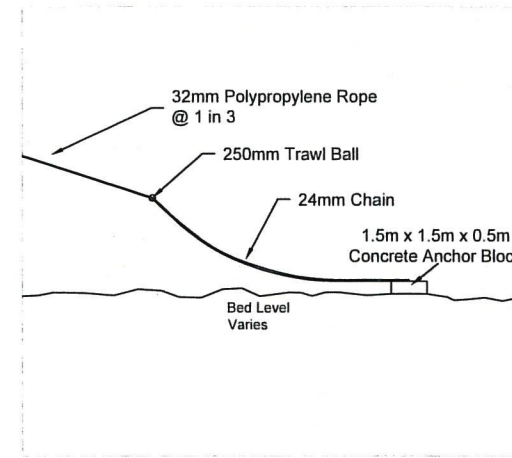 32mm Polypropylene Rope
@ 1 in 3
250mm Trawl Ball
24mm Chain
1.5m x 1.5m x 0.5m
Concrete Anchor Bloc
Bed Level
Varies